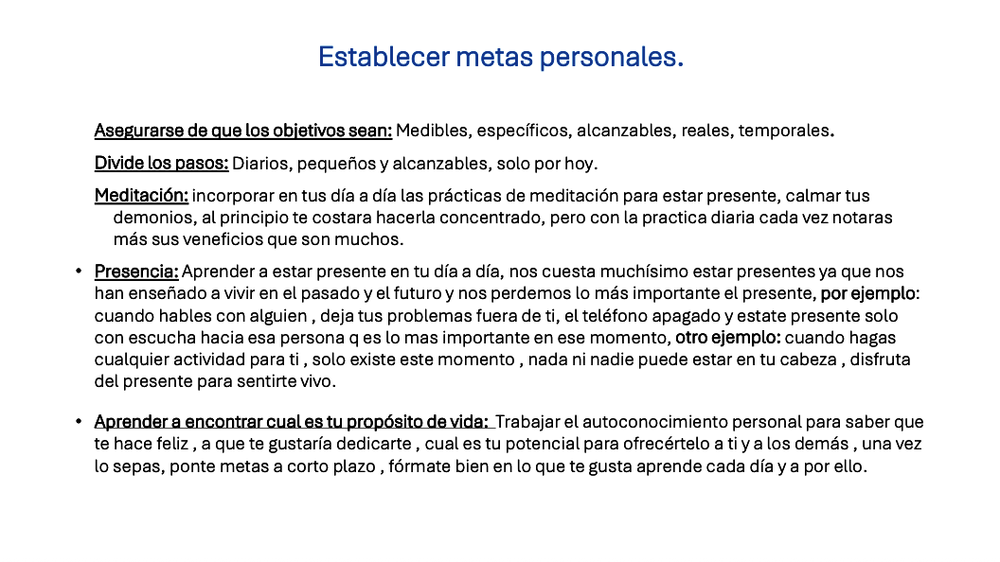 Establecer metas personales.
Asegurarse de que los objetivos sean: Medibles, específicos, alcanzables, reales, temporales.
Divide los pasos: Diarios, pequeños y alcanzables, solo por hoy.
Meditación: incorporar en tus día a día las prácticas de meditación para estar presente, calmar tus
demonios, al principio te costara hacerla concentrado, pero con la practica diaria cada vez notaras
más sus veneficios que son muchos.
• Presencia: Aprender a estar presente en tu día a día, nos cuesta muchísimo estar presentes ya que nos
han enseñado a vivir en el pasado y el futuro y nos perdemos lo más importante el presente, por ejemplo:
cuando hables con alguien , deja tus problemas fuera de ti, el teléfono apagado y estate presente solo
con escucha hacia esa persona q es lo mas importante en ese momento, otro ejemplo: cuando hagas
cualquier actividad para ti , solo existe este momento , nada ni nadie puede estar en tu cabeza , disfruta
del presente para sentirte vivo.
• Aprender a encontrar cual es tu propósito de vida: Trabajar el autoconocimiento personal para saber que
te hace feliz , a que te gustaría dedicarte , cual es tu potencial para ofrecértelo a ti y a los demás , una vez
lo sepas, ponte metas a corto plazo , fórmate bien en lo que te gusta aprende cada día y a por ello.